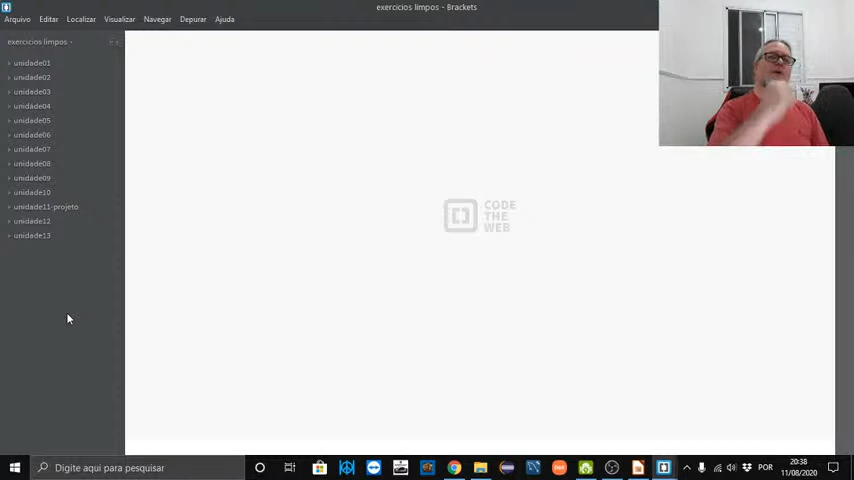 exercicios limpos - Brackets
Arquivo Editar Localizar Visualizar Navegar Depurar Ajuda
exercicios limpos
unidade01
unidade02
unidade03
unidade04
unidade05
unidade06
unidade07
unidade08
unidade09
unidade10
unidade11-projeto
unidade12
unidade13
CODE
THE
WEB
Digite aqui para pesquisar
POR
20:38
11/08/2020